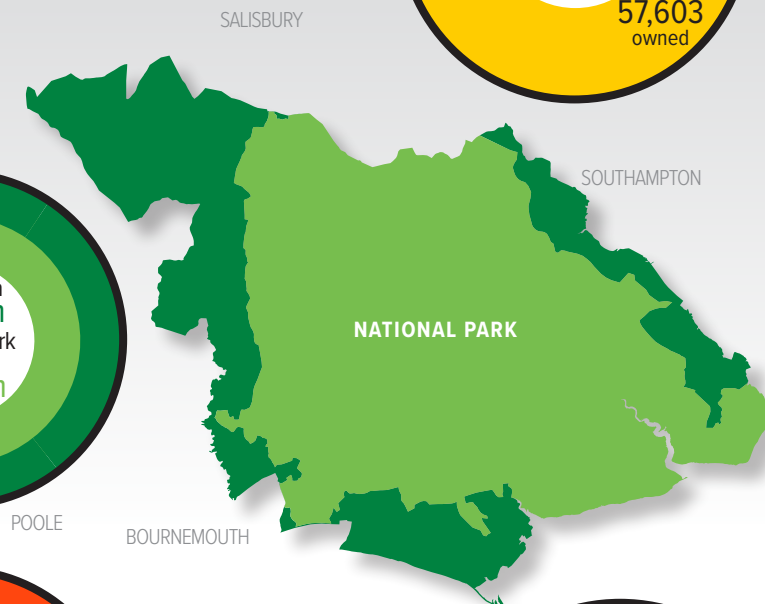 SALISBURY
57,603
owned
SOUTHAMPTON
NATIONAL PARK
POOLE
BOURNEMOUTH